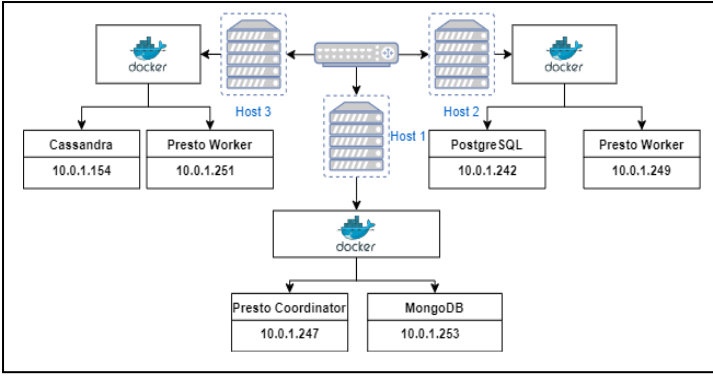 docker
docker
Host 3
Host 2
Host 1
Cassandra
10.0.1.154
Presto Worker
10.0.1.251
PostgreSQL
10.0.1.242
Presto Worker
10.0.1.249
docker
Presto Coordinator
10.0.1.247
MongoDB
10.0.1.253